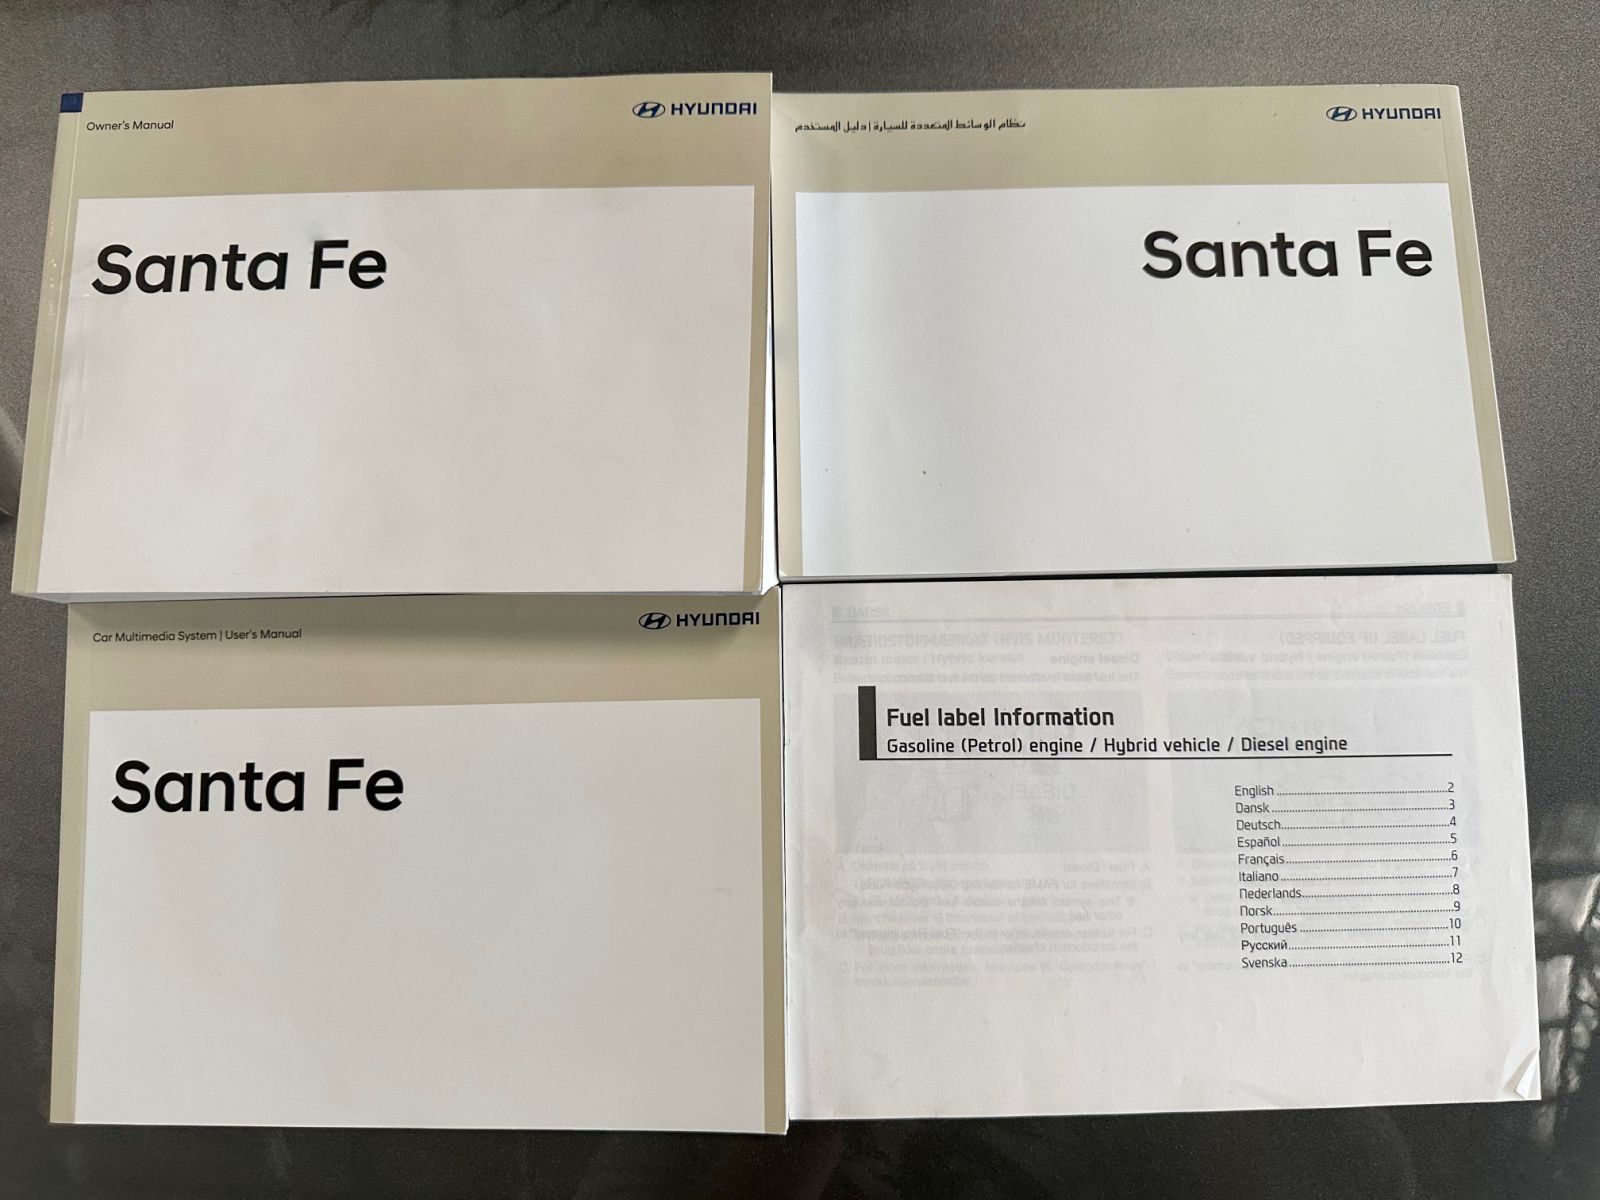 Owner's Manual
HYUNDAI
Santa Fe
نظام الوسائط المتعددة للسيارة | دليل المستخدم
HYUNDAI
Santa Fe
Car Multimedia System | User's Manual
HYUNDAI
Santa Fe
Fuel label Information
Gasoline (Petrol) engine / Hybrid vehicle / Diesel engine
English ........ 2
Dansk ........ 3
Deutsch ........ 4
Español ........ 5
Français ........ 6
Italiano ........ 7
Nederlands ........ 8
Norsk ........ 9
Português ........ 10
Русский ........ 11
Svenska ........ 12